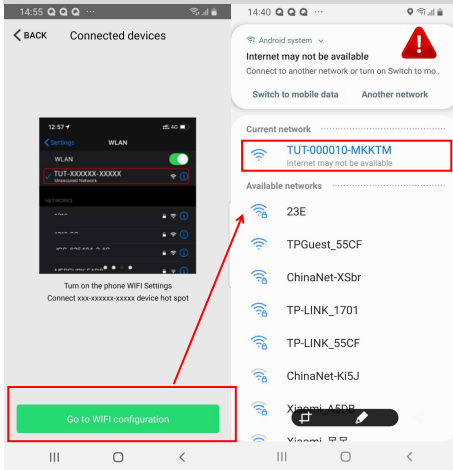 14:55
BACK
Connected devices
12:57
4G
Settings
WLAN
WLAN
TUT-XXXXXX-XXXXX
Unsecured Network
NETWORKS
Turn on the phone WIFI Settings
Connect xxx-xxxxxx-xxxxx device hot spot
Go to WIFI configuration
14:40
Android system
Internet may not be available
Connect to another network or turn on Switch to mo..
Switch to mobile data
Another network
Current network
TUT-000010-MKKTM
Internet may not be available
Available networks
23E
TPGuest_55CF
ChinaNet-XSbr
TP-LINK_1701
TP-LINK_55CF
ChinaNet-Ki5J
Xiaomi_A5DB
Xiaomi